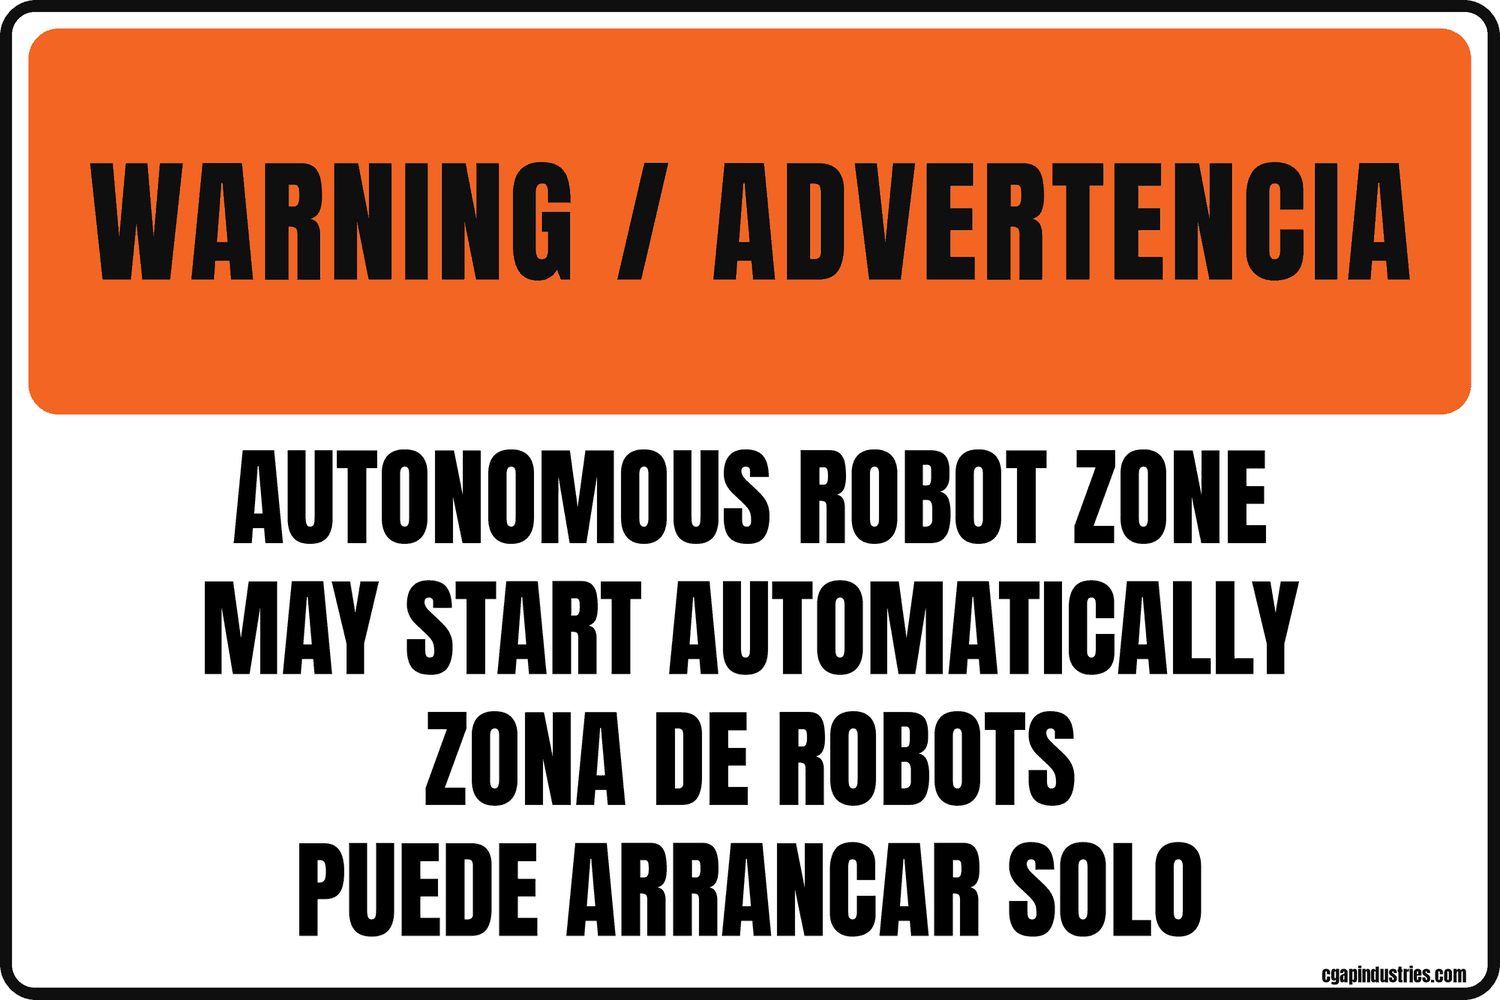 WARNING / ADVERTENCIA
AUTONOMOUS ROBOT ZONE
MAY START AUTOMATICALLY
ZONA DE ROBOTS
PUEDE ARRANCAR SOLO
cgapindustries.com